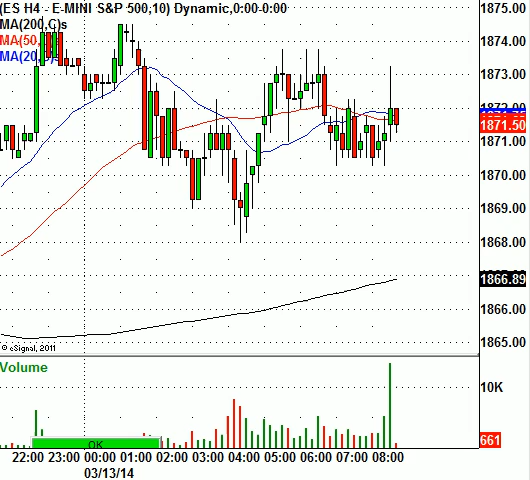 (ES H4 - E-MINI S&P 500,10) Dynamic,0:00-0:00
MA(200,C)s
MA(50,
MA(20,
1875.00
1874.00
1873.00
1872.00
1871.50
1871.00
1870.00
1869.00
1868.00
1866.89
1866.00
1865.00
© eSignal, 2011
Volume
10K
661
OK
22:00 23:00 00:00 01:00 02:00 03:00 04:00 05:00 06:00 07:00 08:00
03/13/14